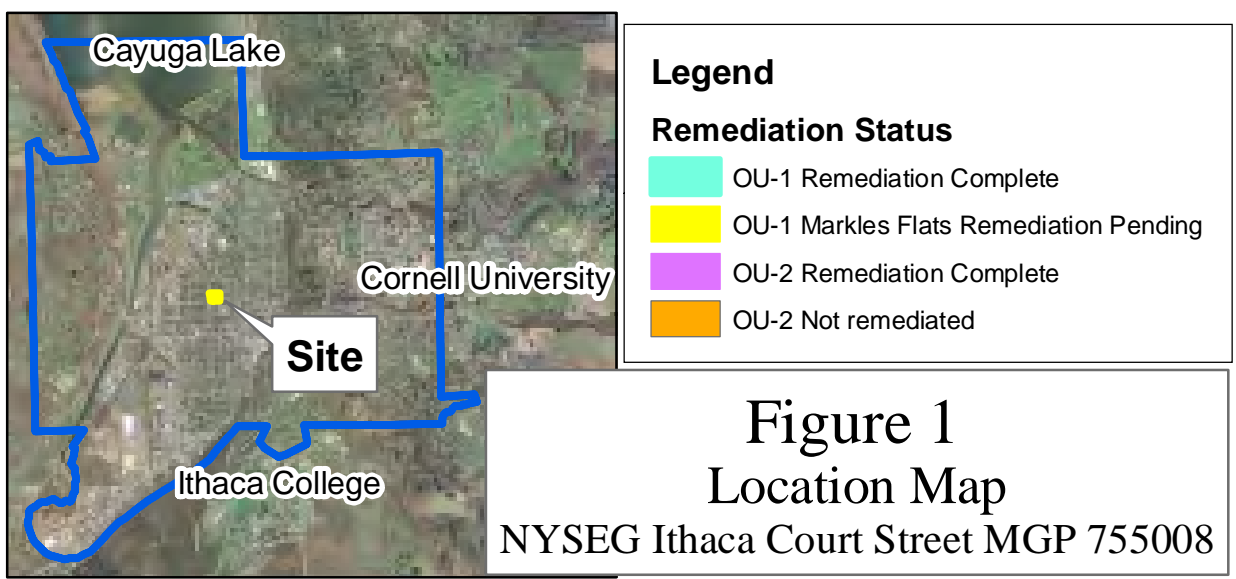 Cayuga Lake
Cornell University
Site
Ithaca College
Legend
Remediation Status
OU-1 Remediation Complete
OU-1 Markles Flats Remediation Pending
OU-2 Remediation Complete
OU-2 Not remediated
Figure 1
Location Map
NYSEG Ithaca Court Street MGP 755008